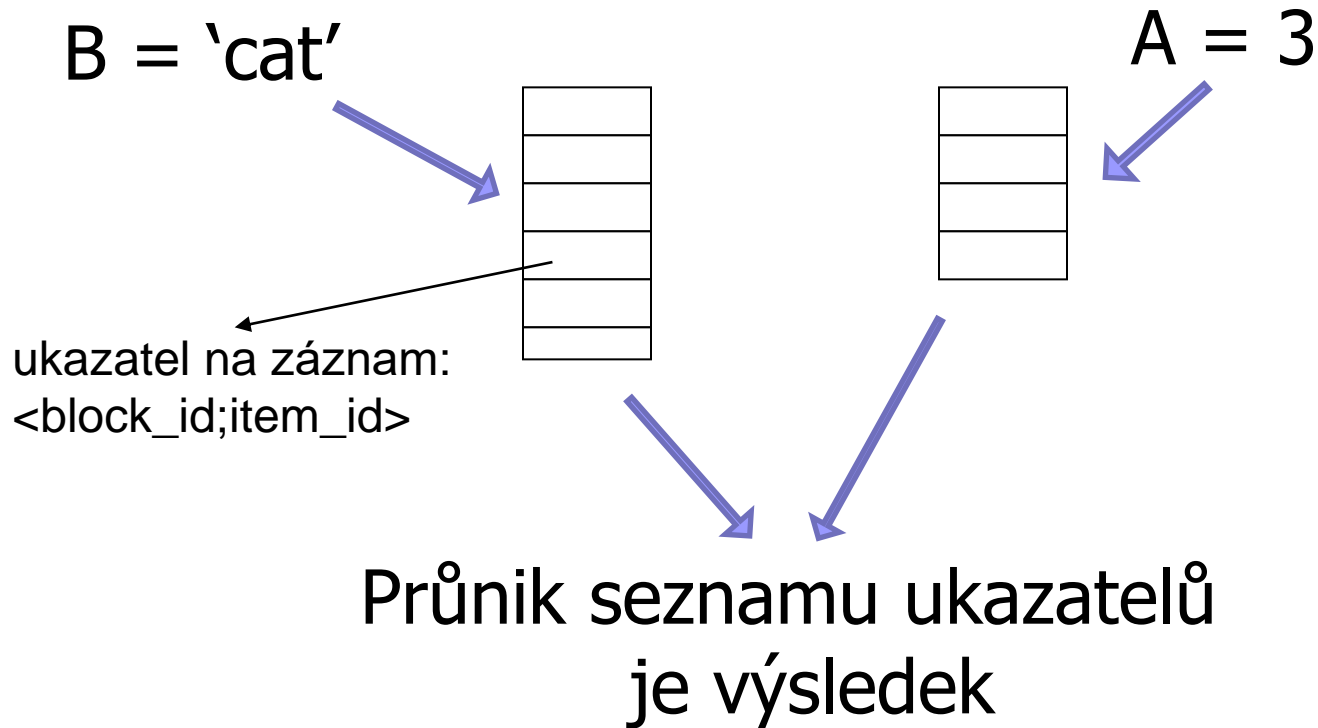 B = ‘cat’
A = 3
ukazatel na záznam:
<block_id;item_id>
Průnik seznamu ukazatelů
je výsledek